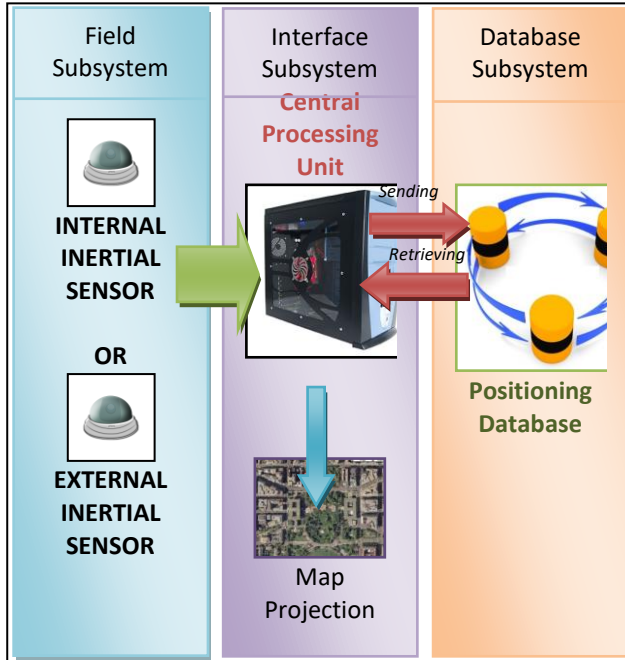 Field
Subsystem
INTERNAL
INERTIAL
SENSOR
OR
EXTERNAL
INERTIAL
SENSOR
Interface
Subsystem
Central
Processing
Unit
Sending
Retrieving
Map
Projection
Database
Subsystem
Positioning
Database